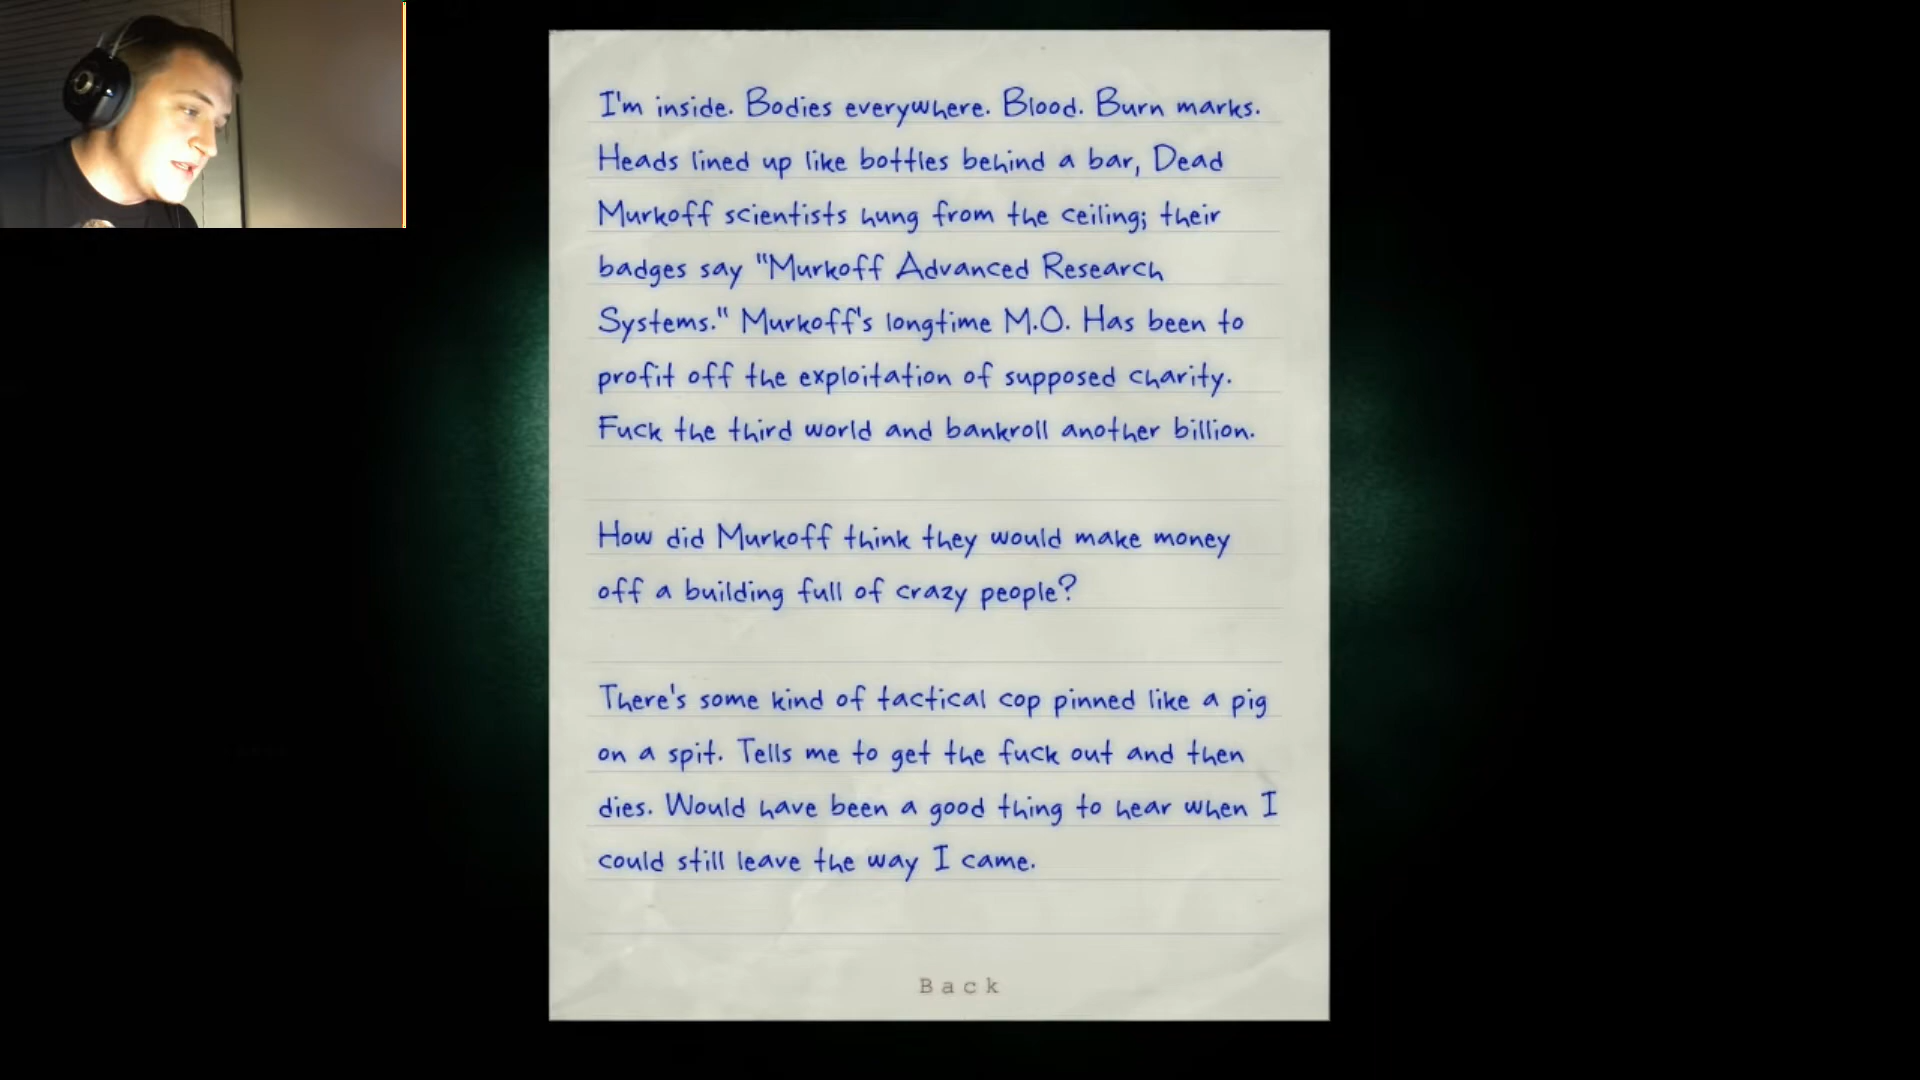 I'm inside. Bodies everywhere. Blood. Burn marks.
Heads lined up like bottles behind a bar, Dead
Murkoff scientists hung from the ceiling; their
badges say "Murkoff Advanced Research
Systems." Murkoff's longtime M.O. Has been to
profit off the exploitation of supposed charity.
Fuck the third world and bankroll another billion.
How did Murkoff think they would make money
off a building full of crazy people?
There's some kind of tactical cop pinned like a pig
on a spit. Tells me to get the fuck out and then
dies. Would have been a good thing to hear when I
could still leave the way I came.
Back